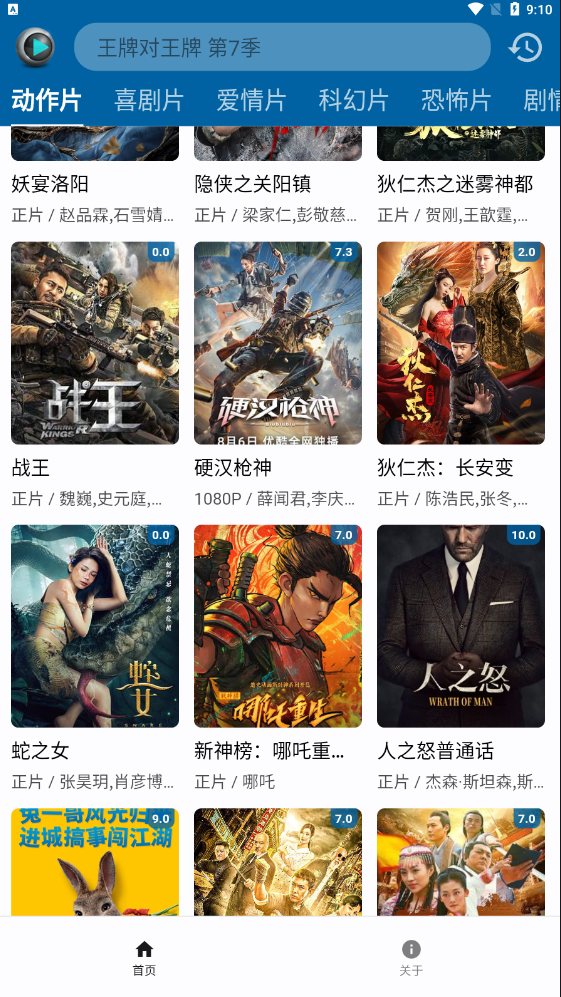 A
9:10
王牌对王牌 第7季
动作片 喜剧片 爱情片 科幻片 恐怖片 剧情
妖宴洛阳
隐侠之关阳镇
狄仁杰之迷雾神都
正片 / 赵品霖,石雪婧...
正片 / 梁家仁,彭敬慈...
正片 / 贺刚,王歆霆,...
0.0
战王
WARRIOR KINGS
7.3
硬汉枪神
8月6日 优酷全网独播
2.0
狄仁杰
战王
硬汉枪神
狄仁杰：长安变
正片 / 魏巍,史元庭,...
1080P / 薛闻君,李庆...
正片 / 陈浩民,张冬,...
0.0
蛇女
SNAKE
7.0
新神榜
哪吒重生
10.0
人之怒
WRATH OF MAN
蛇之女
新神榜：哪吒重...
人之怒普通话
正片 / 张昊玥,肖彦博...
正片 / 哪吒
正片 / 杰森·斯坦森,斯...
兔一哥风光归
9.0
进城搞事闯江湖
7.0
7.0
首页
关于